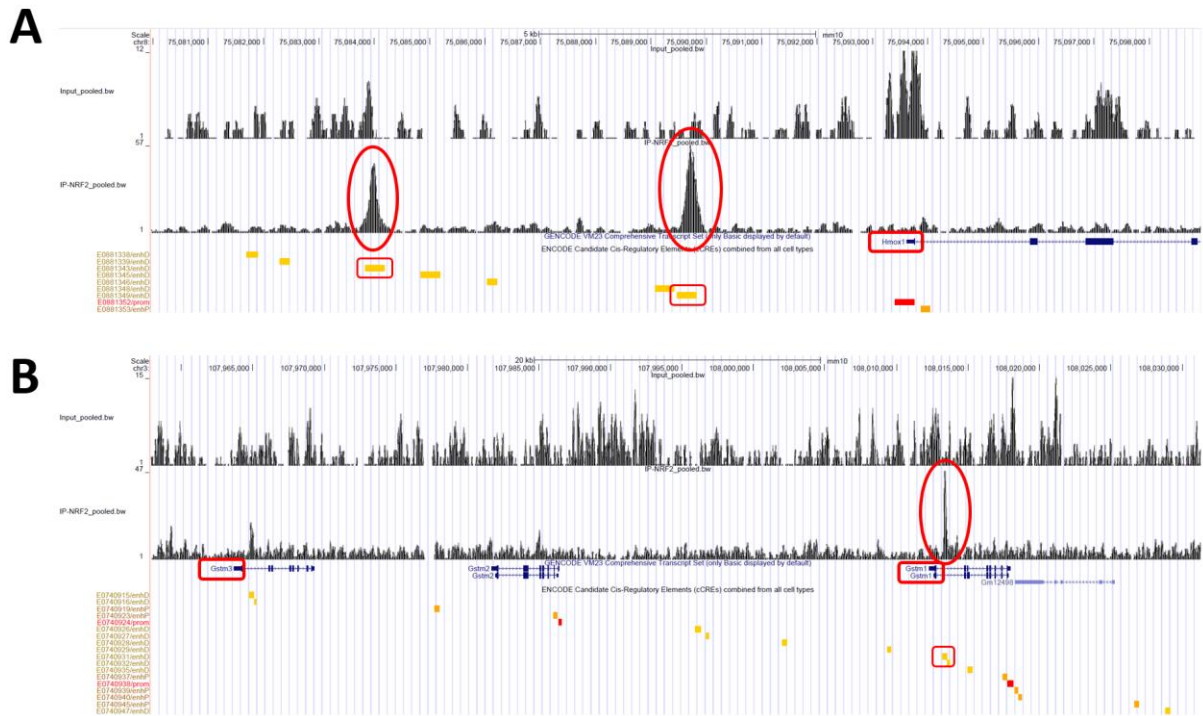 A
Scale 5 kb mm10
chr8: 75,081,000 75,082,000 75,083,000 75,084,000 75,085,000 75,086,000 75,087,000 75,088,000 75,089,000 75,090,000 75,091,000 75,092,000 75,093,000 75,094,000 75,095,000 75,096,000 75,097,000 75,098,000
Input_pooled.bw
12
Input_pooled.bw
1
IP-NRF2_pooled.bw
57
IP-NRF2_pooled.bw
1
GENCODE VM23 Comprehensive Transcript Set (only Basic displayed by default)
Hmox1
ENCODE Candidate Cis-Regulatory Elements (cCREs) combined from all cell types
E0881338/enhD
E0881339/enhD
E0881343/enhD
E0881345/enhD
E0881346/enhD
E0881348/enhD
E0881349/enhD
E0881352/prom
E0881353/enhP
B
Scale 20 kb mm10
chr3: 107,965,000 107,970,000 107,975,000 107,980,000 107,985,000 107,990,000 107,995,000 108,000,000 108,005,000 108,010,000 108,015,000 108,020,000 108,025,000 108,030,000
Input_pooled.bw
15
Input_pooled.bw
1
IP-NRF2_pooled.bw
47
IP-NRF2_pooled.bw
1
GENCODE VM23 Comprehensive Transcript Set (only Basic displayed by default)
Gstm3 Gstm2 Gstm1
Gstm2 Gstm1
Gm12498
ENCODE Candidate Cis-Regulatory Elements (cCREs) combined from all cell types
E0740915/enhD
E0740916/enhD
E0740919/enhP
E0740923/enhP
E0740924/prom
E0740926/enhD
E0740927/enhD
E0740928/enhD
E0740929/enhD
E0740931/enhD
E0740932/enhD
E0740935/enhD
E0740937/enhP
E0740938/prom
E0740939/enhP
E0740940/enhP
E0740945/enhP
E0740947/enhD